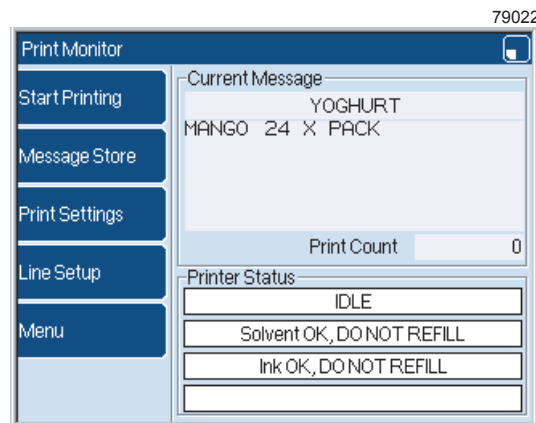 79022
Print Monitor
Start Printing
Message Store
Print Settings
Line Setup
Menu
Current Message
YOGHURT
MANGO 24 X PACK
Print Count 0
Printer Status
IDLE
Solvent OK, DO NOT REFILL
Ink OK, DO NOT REFILL